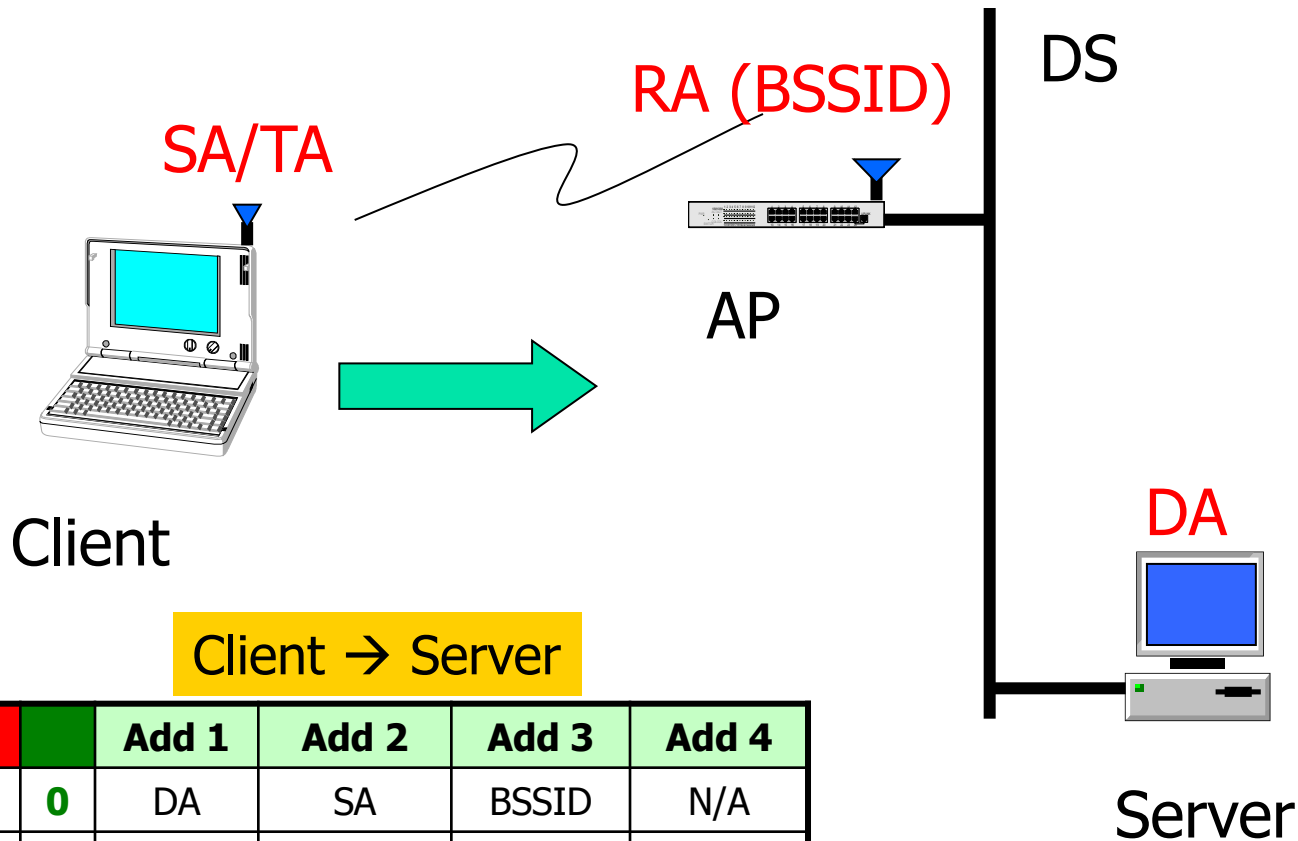 DS
RA (BSSID)
SA/TA
AP
Client
DA
Client → Server
Add 1 Add 2 Add 3 Add 4
0 DA SA BSSID N/A
Server